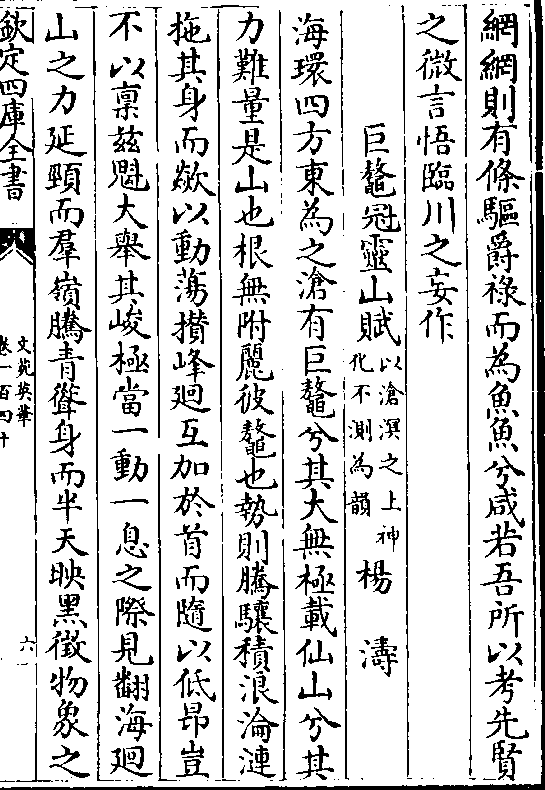 網網則有條驅爵祿而為魚魚兮咸若吾所以考先賢
之微言悟臨川之妄作
巨鼇冠靈山賦以滄溟之上神化不測為韻 楊濤
海環四方東為之滄有巨鼇兮其大無極載仙山兮其
力難量是山也根無附麗彼鼇也勢則騰驤積浪淪漣
拖其身而欻以動蕩攢峰廻互加於首而隨以低昂豈
不以稟茲魁大舉其峻極當一動一息之際見翻海廻
山之力延頸而羣嶺騰青聳身而半天映黑徵物象之
欽定四庫全書
文苑英華
卷一百四十
六